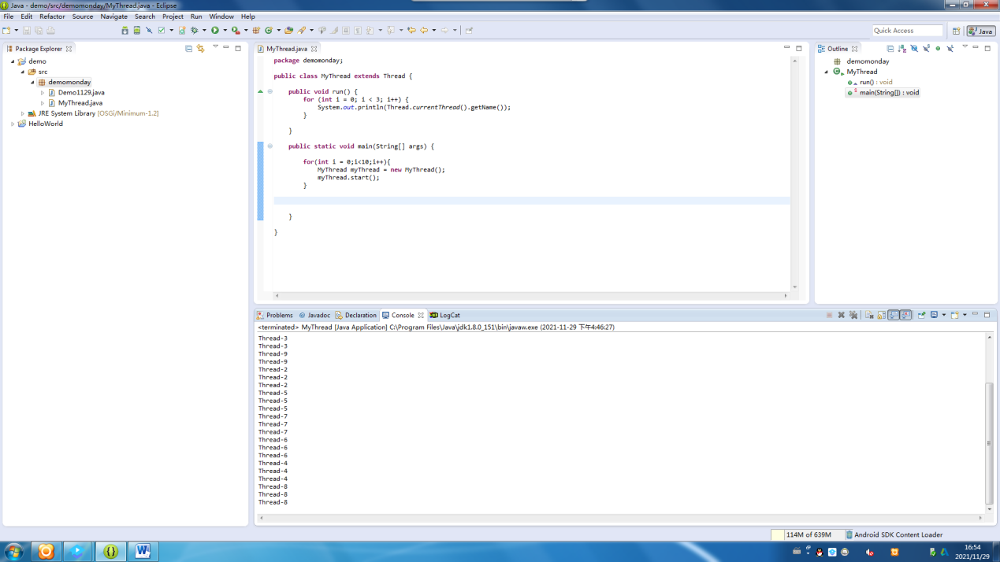 Java - demo/src/demomonday/MyThread.java - Eclipse
File Edit Refactor Source Navigate Search Project Run Window Help
Quick Access
Java
Package Explorer
demo
src
demomonday
Demo1129.java
MyThread.java
JRE System Library [OSGi/Minimum-1.2]
HelloWorld
MyThread.java
package demomonday;
public class MyThread extends Thread {
public void run() {
for (int i = 0; i < 3; i++) {
System.out.println(Thread.currentThread().getName());
}
}
public static void main(String[] args) {
for(int i = 0;i<10;i++){
MyThread myThread = new MyThread();
myThread.start();
}
}
}
Outline
demomonday
MyThread
run() : void
main(String[]) : void
Problems @ Javadoc Declaration Console LogCat
<terminated> MyThread [Java Application] C:\Program Files\Java\jdk1.8.0_151\bin\javaw.exe (2021-11-29 下午4:46:27)
Thread-3
Thread-3
Thread-9
Thread-9
Thread-2
Thread-2
Thread-2
Thread-5
Thread-5
Thread-5
Thread-7
Thread-7
Thread-7
Thread-6
Thread-6
Thread-6
Thread-4
Thread-4
Thread-4
Thread-8
Thread-8
Thread-8
114M of 639M
Android SDK Content Loader
16:54
2021/11/29